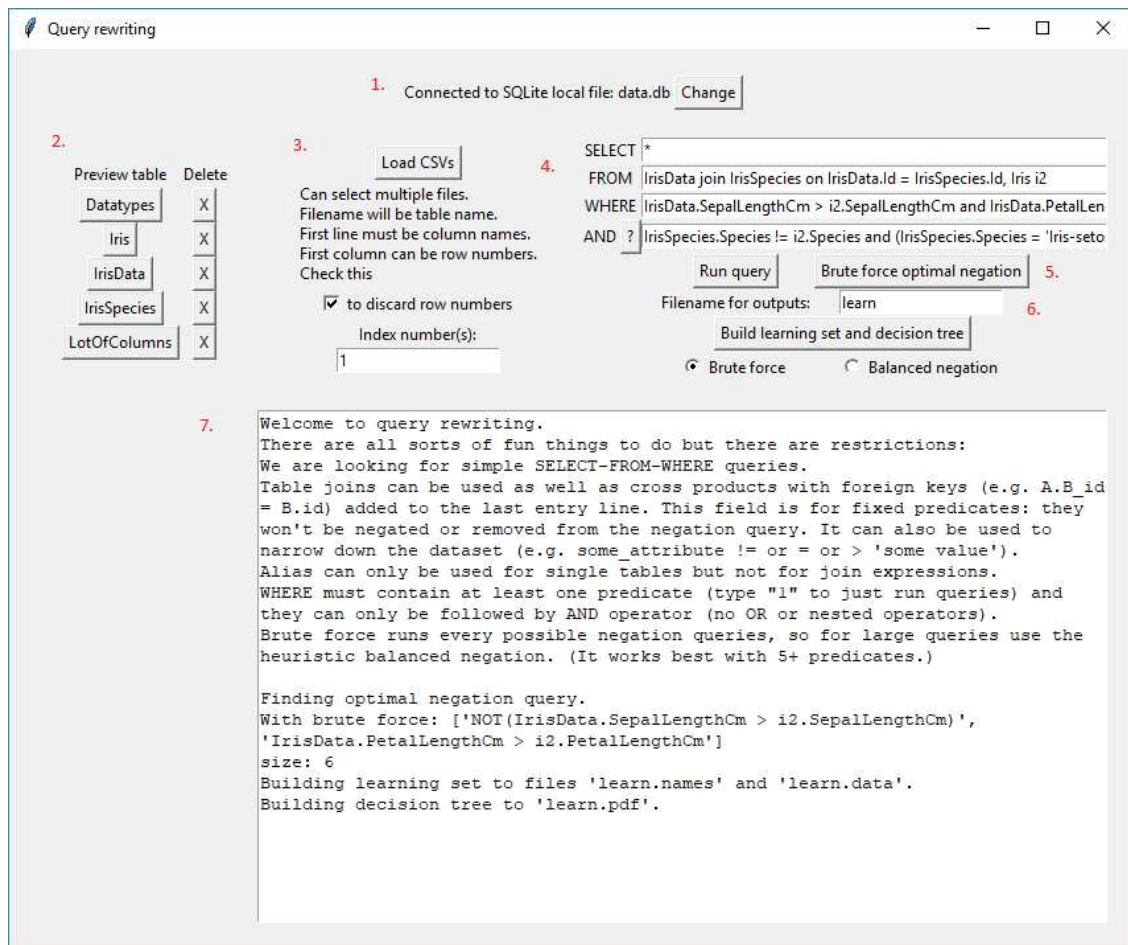 Query rewriting
1. Connected to SQLite local file: data.db Change
2.
Preview table Delete
Datatypes X
Iris X
IrisData X
IrisSpecies X
LotOfColumns X
3. Load CSVs
Can select multiple files.
Filename will be table name.
First line must be column names.
First column can be row numbers.
Check this
to discard row numbers
Index number(s):
1
4.
SELECT *
FROM IrisData join IrisSpecies on IrisData.Id = IrisSpecies.Id, Iris i2
WHERE IrisData.SepalLengthCm > i2.SepalLengthCm and IrisData.PetalLen
AND ? IrisSpecies.Species != i2.Species and (IrisSpecies.Species = 'Iris-seto
Run query Brute force optimal negation 5.
Filename for outputs: learn 6.
Build learning set and decision tree
Brute force Balanced negation
7.
Welcome to query rewriting.
There are all sorts of fun things to do but there are restrictions:
We are looking for simple SELECT-FROM-WHERE queries.
Table joins can be used as well as cross products with foreign keys (e.g. A.B_id
= B.id) added to the last entry line. This field is for fixed predicates: they
won't be negated or removed from the negation query. It can also be used to
narrow down the dataset (e.g. some_attribute != or = or > 'some value').
Alias can only be used for single tables but not for join expressions.
WHERE must contain at least one predicate (type "1" to just run queries) and
they can only be followed by AND operator (no OR or nested operators).
Brute force runs every possible negation queries, so for large queries use the
heuristic balanced negation. (It works best with 5+ predicates.)
Finding optimal negation query.
With brute force: ['NOT(IrisData.SepalLengthCm > i2.SepalLengthCm)',
'IrisData.PetalLengthCm > i2.PetalLengthCm']
size: 6
Building learning set to files 'learn.names' and 'learn.data'.
Building decision tree to 'learn.pdf'.